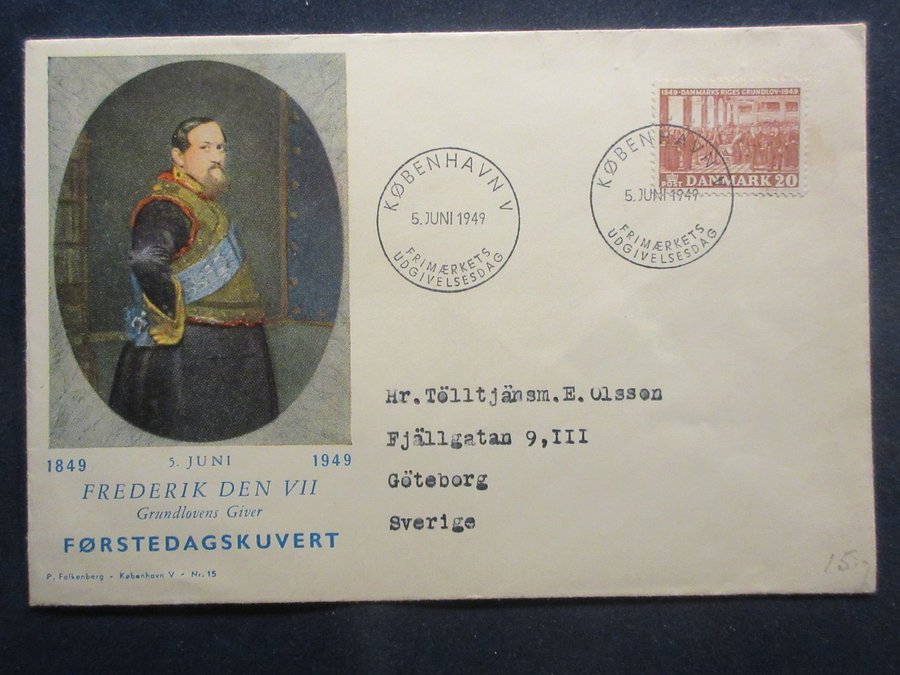 1849 5. JUNI 1949
FREDERIK DEN VII
Grundlovens Giver
FØRSTEDAGSKUVERT
P. Falkenberg - København V - Nr. 15
KØBENHAVN V
5. JUNI 1949
FRIMÆRKETS
UDGIVELSESDAG
KØBENHAVN V
5. JUNI 1949
FRIMÆRKETS
UDGIVELSESDAG
1849-DANMARKS RIGES GRUNDLOV-1949
POST DANMARK 20
Hr.Tölltjänsm.E.Olsson
Fjällgatan 9,III
Göteborg
Sverige